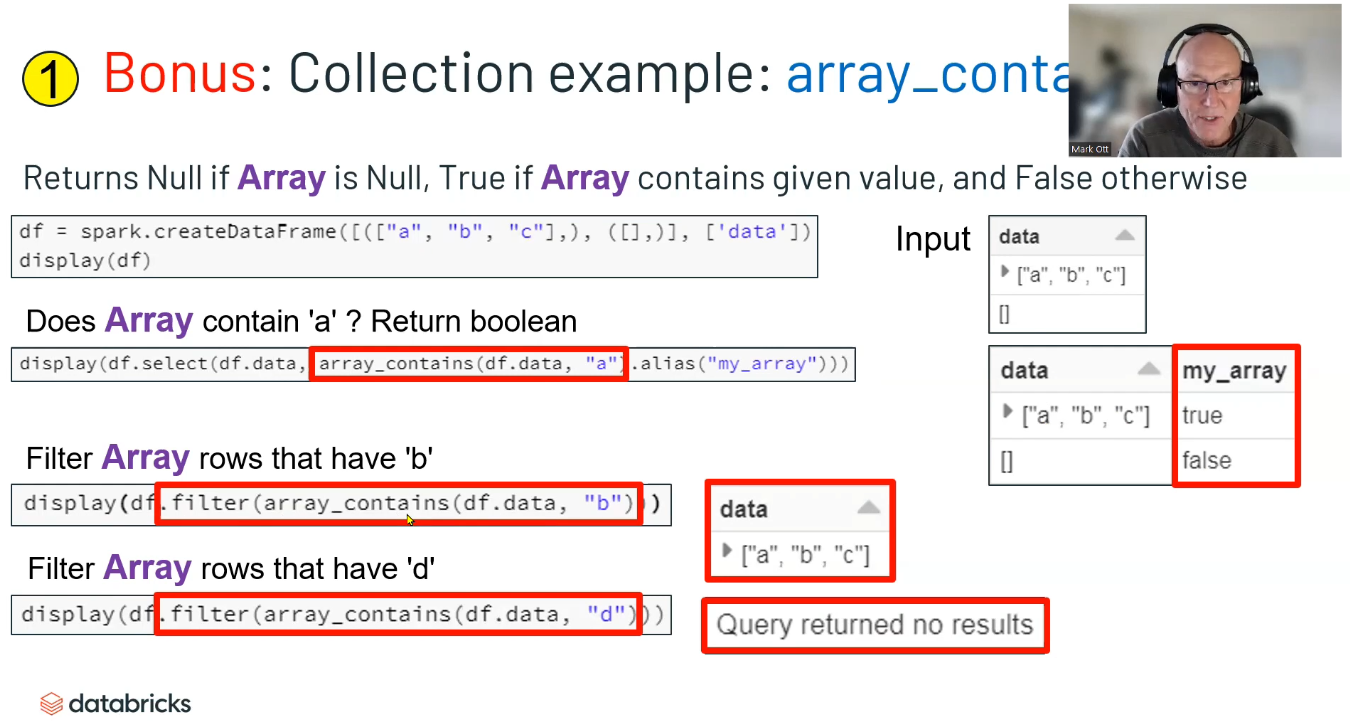 1 Bonus: Collection example: array_conta
Mark Ott
Returns Null if Array is Null, True if Array contains given value, and False otherwise
df = spark.createDataFrame([(["a", "b", "c"],), ([],)], ['data'])
display(df)
Input
data
["a", "b", "c"]
[]
Does Array contain 'a' ? Return boolean
display(df.select(df.data, array_contains(df.data, "a").alias("my_array")))
data my_array
["a", "b", "c"] true
[] false
Filter Array rows that have 'b'
display(df.filter(array_contains(df.data, "b")))
data
["a", "b", "c"]
Filter Array rows that have 'd'
display(df.filter(array_contains(df.data, "d")))
Query returned no results
databricks